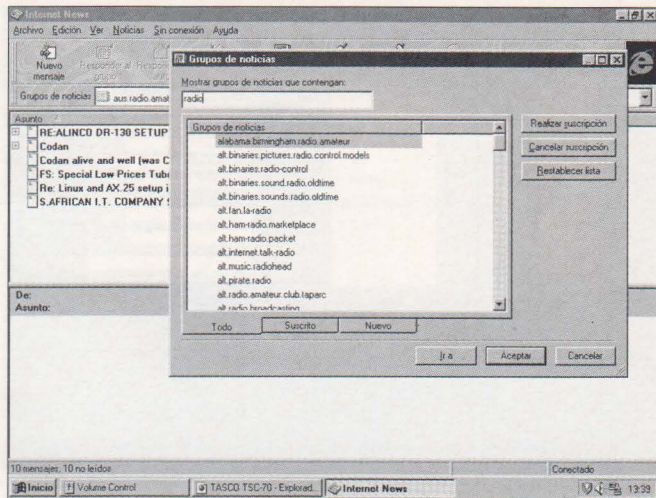 Internet News
Archivo Edición Ver Noticias Sin conexión Ayuda
Nuevo mensaje
Responder al grupo
Grupos de noticias aus.radio.amat
Asunto
RE:ALINCO DR-130 SETUP
Codan
Codan alive and well [was C
FS: Special Low Prices Tub
Re: Linux and AX.25 setup i
S.AFRICAN I.T. COMPANY
De:
Asunto:
Grupos de noticias
Mostrar grupos de noticias que contengan:
radio
Grupos de noticias
alabama.birmingham.radio.amateur
alt.binaries.pictures.radio.control.models
alt.binaries.radio-control
alt.binaries.sound.radio.oldtime
alt.binaries.sounds.radio.oldtime
alt.fan.la-radio
alt.ham-radio.marketplace
alt.ham-radio.packet
alt.internet.talk-radio
alt.music.radiohead
alt.pirate.radio
alt.radio.amateur.club.taparc
alt.radio.broadcasting
Realizar suscripción
Cancelar suscripción
Restablecer lista
Todo Suscrito Nuevo
Ir a Aceptar Cancelar
10 mensajes, 10 no leídos Conectado
Inicio Volume Control TASCO TSC-70 - Explorad... Internet News 13:39